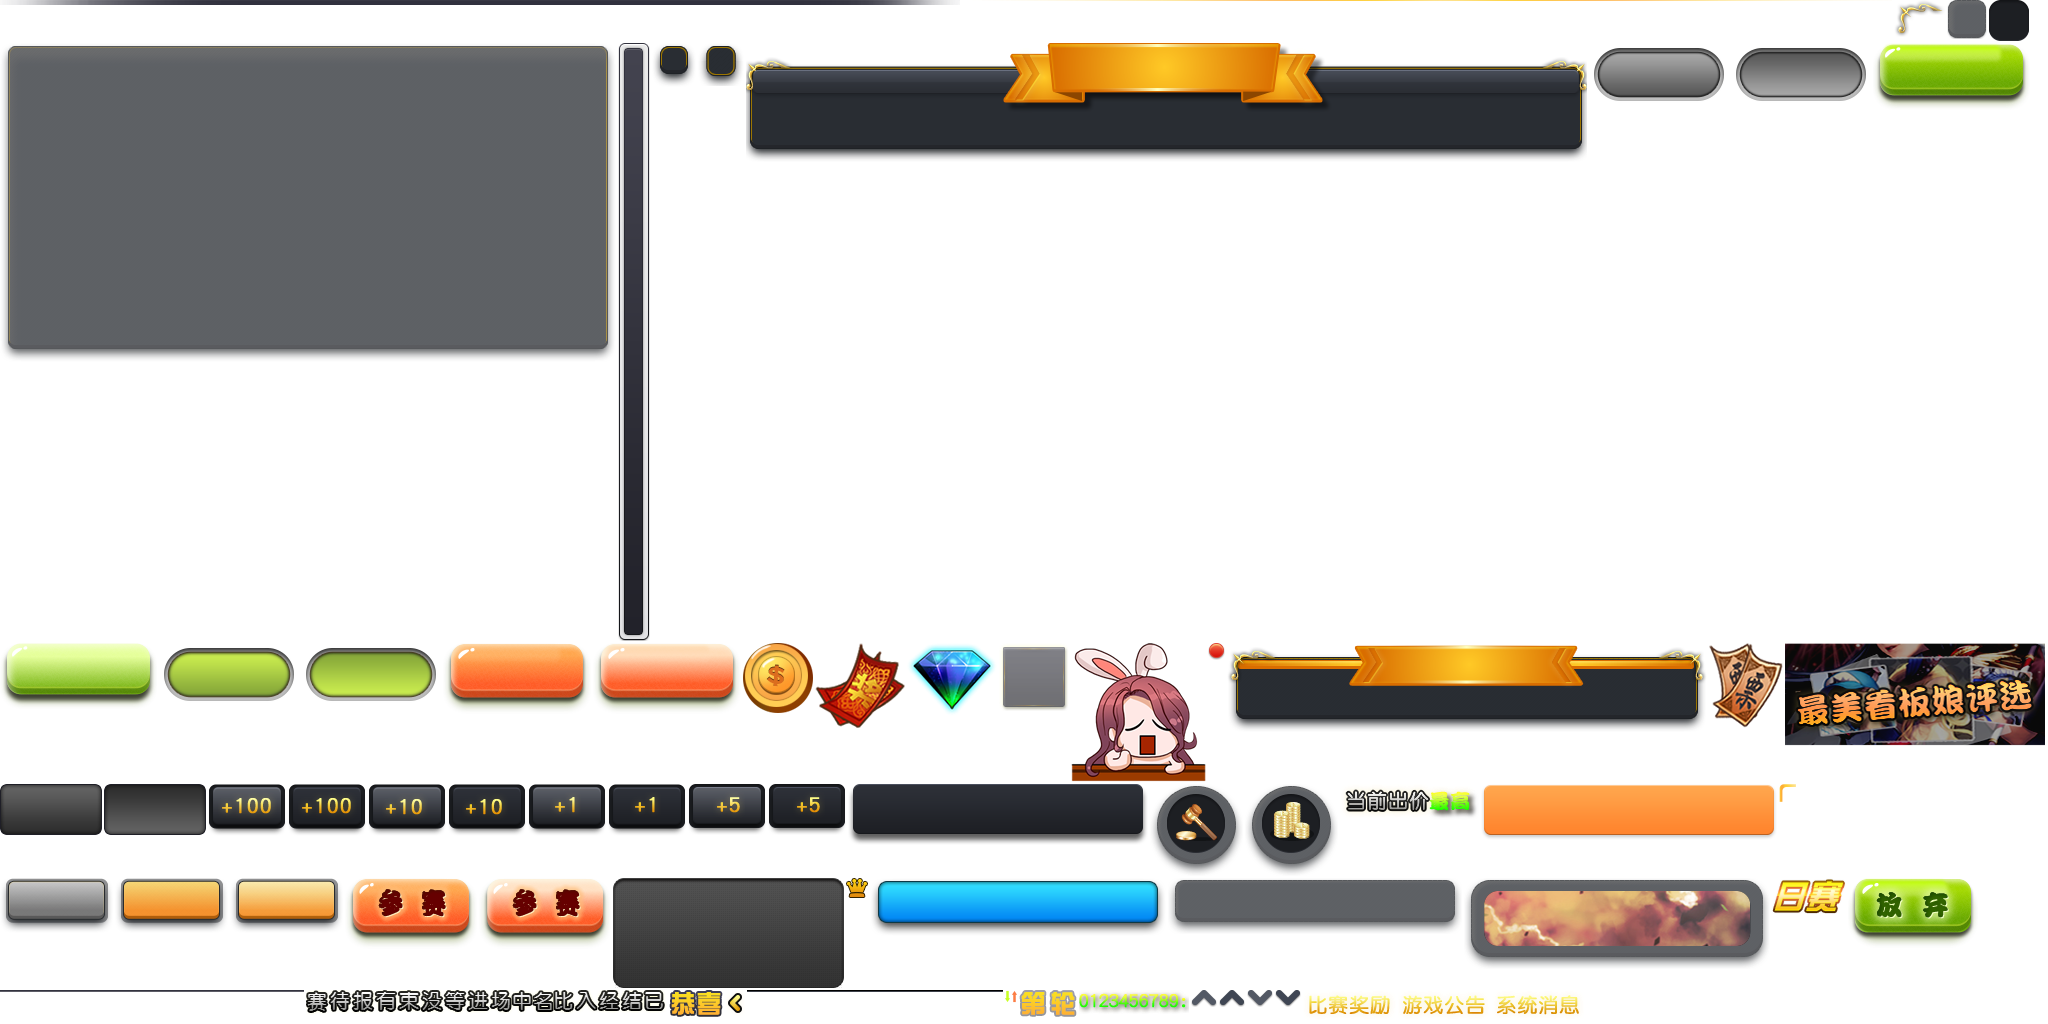 $
最美看板娘评选
+100
+100
+10
+10
+1
+1
+5
+5
当前出价最高
参赛
参赛
日赛
放弃
赛待报有束没等进场中名比入经结已
恭喜
第轮
0123456789:
比赛奖励 游戏公告 系统消息